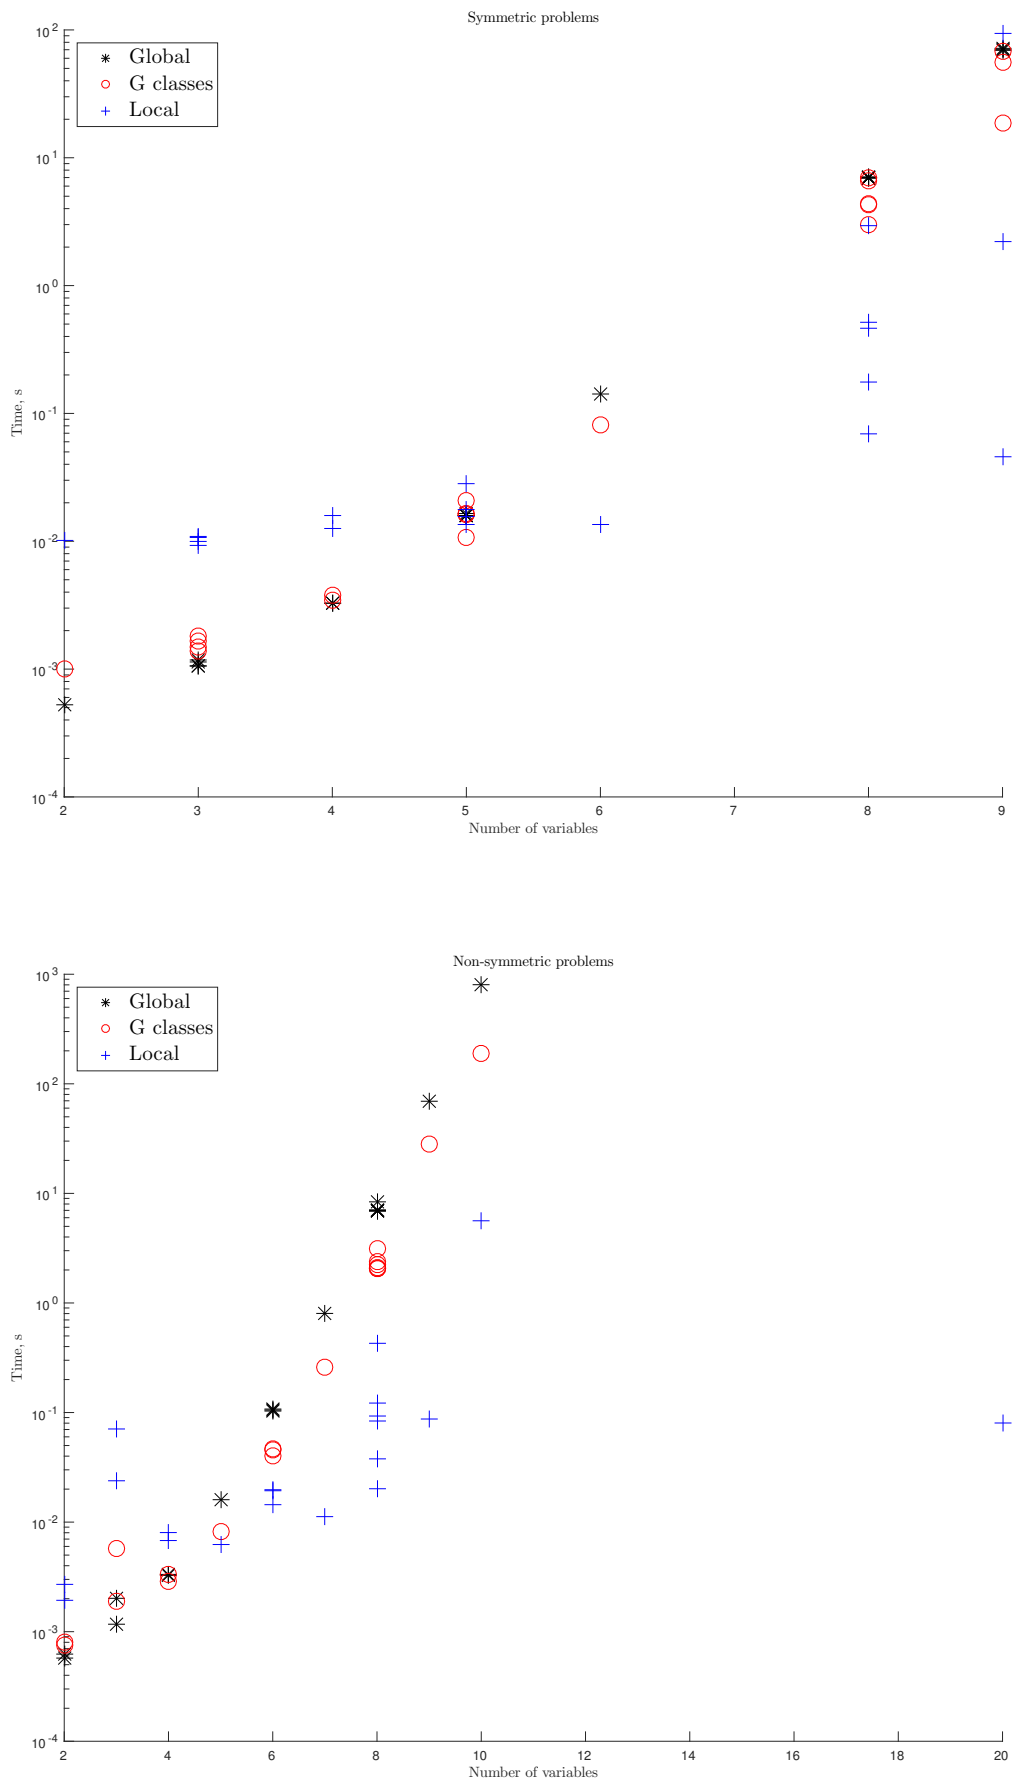 Symmetric problems
10^2
Global
G classes
Local
10^1
10^0
10^-1
Time, s
10^-2
10^-3
10^-4
2 3 4 5 6 7 8 9
Number of variables
Non-symmetric problems
10^3
Global
G classes
Local
10^2
10^1
10^0
Time, s
10^-1
10^-2
10^-3
10^-4
2 4 6 8 10 12 14 16 18 20
Number of variables